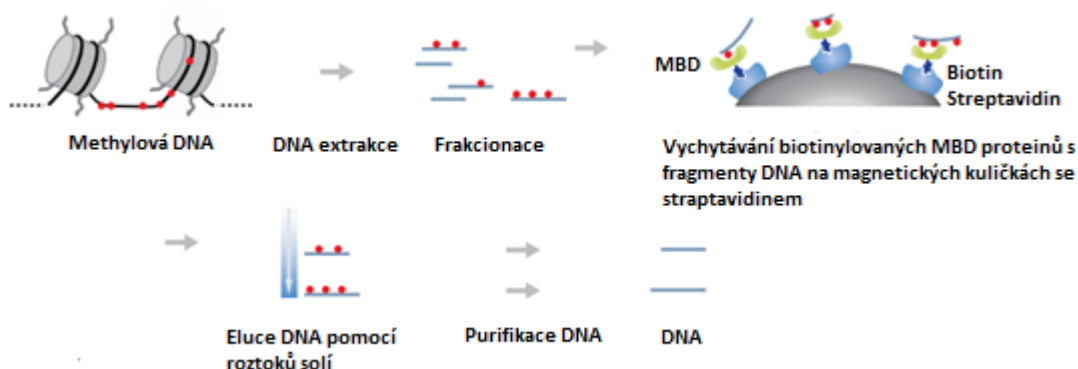 MBD
Biotin
Streptavidin
Methylová DNA
DNA extrakce
Frakcionace
Vychytávání biotinylovaných MBD proteinů s
fragmenty DNA na magnetických kuličkách se
straptavidinem
Eluce DNA pomocí
roztoků solí
Purifikace DNA
DNA